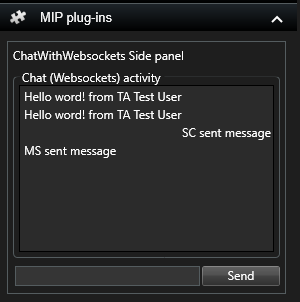 MIP plug-ins
ChatWithWebsockets Side panel
Chat (Websockets) activity
Hello word! from TA Test User
Hello word! from TA Test User
SC sent message
MS sent message
Send